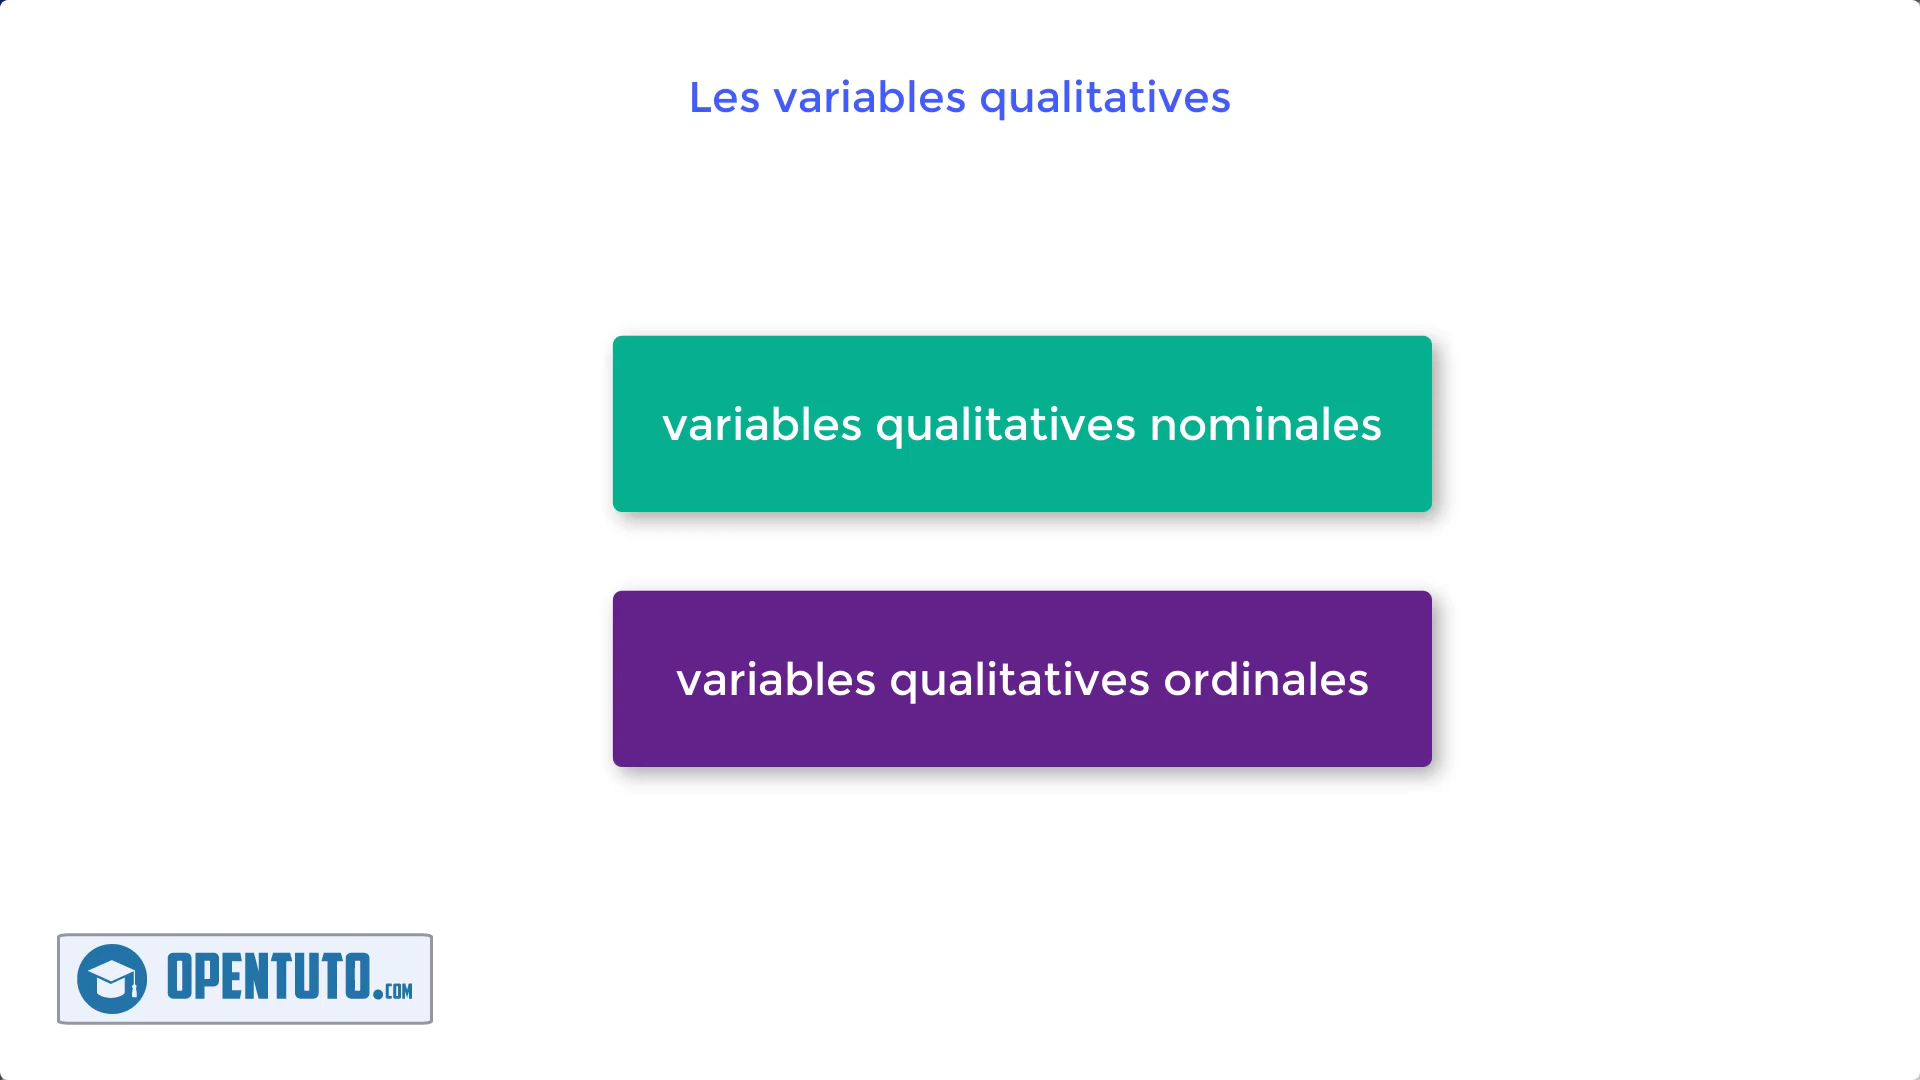 Les variables qualitatives
variables qualitatives nominales
variables qualitatives ordinales
OPENTUTO.COM